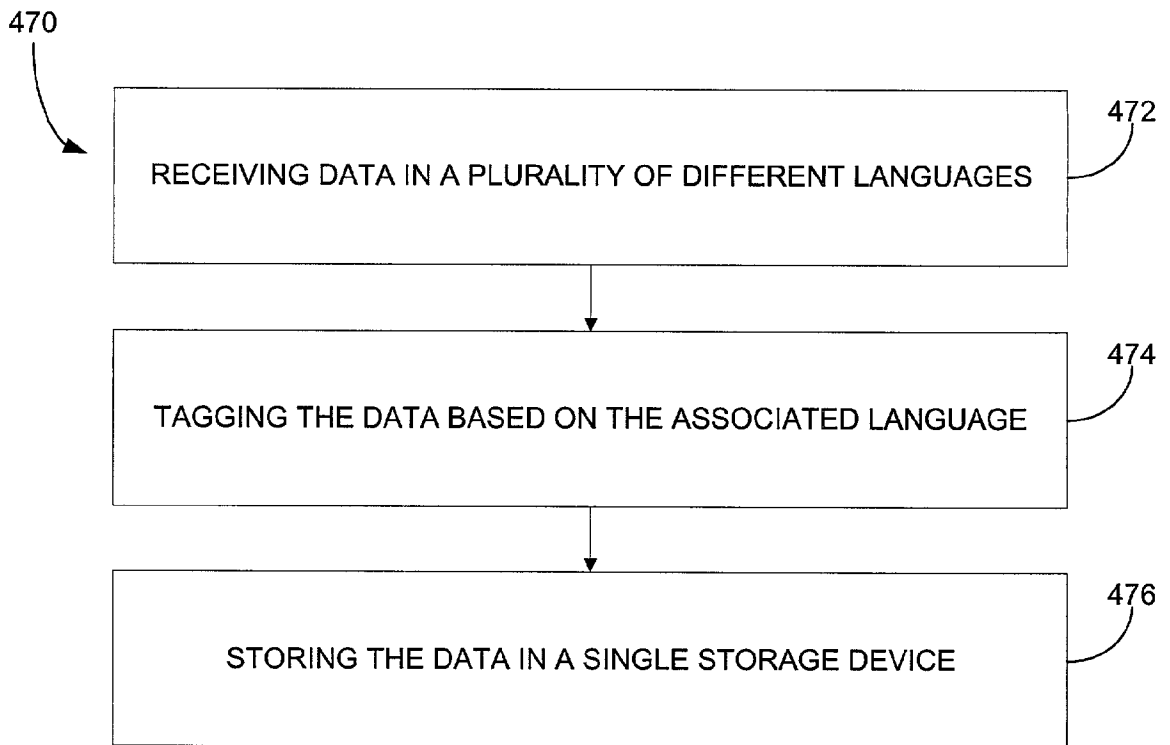 470
472
RECEIVING DATA IN A PLURALITY OF DIFFERENT LANGUAGES
474
TAGGING THE DATA BASED ON THE ASSOCIATED LANGUAGE
476
STORING THE DATA IN A SINGLE STORAGE DEVICE